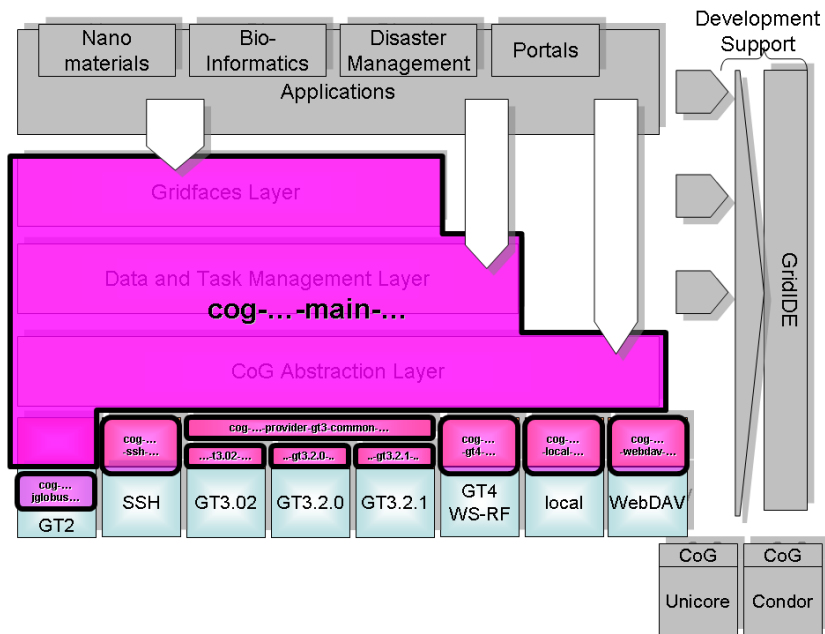 Development
Support
Nano
materials
Bio-
Informatics
Disaster
Management
Portals
Applications
Gridfaces Layer
Data and Task Management Layer
cog-...-main-...
CoG Abstraction Layer
GridIDE
cog-...
-ssh-...
cog-...-provider-gt3-common-...
...-t3.02-...
..-gt3.2.0-..
..-gt3.2.1-..
cog-...
-gt4-...
cog-...
-local-...
cog-...
-webdav-...
cog-...
jglobus...
GT2
SSH
GT3.02
GT3.2.0
GT3.2.1
GT4
WS-RF
local
WebDAV
CoG
CoG
Unicore
Condor